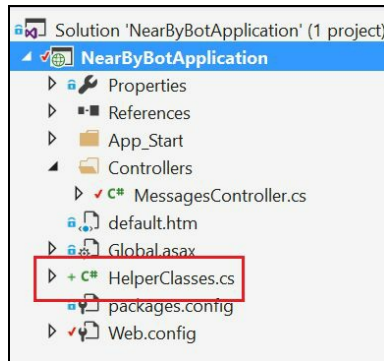 Solution 'NearByBotApplication' (1 project)
NearByBotApplication
Properties
References
App_Start
Controllers
C# MessagesController.cs
default.htm
Global.asax
+ C# HelperClasses.cs
packages.config
Web.config